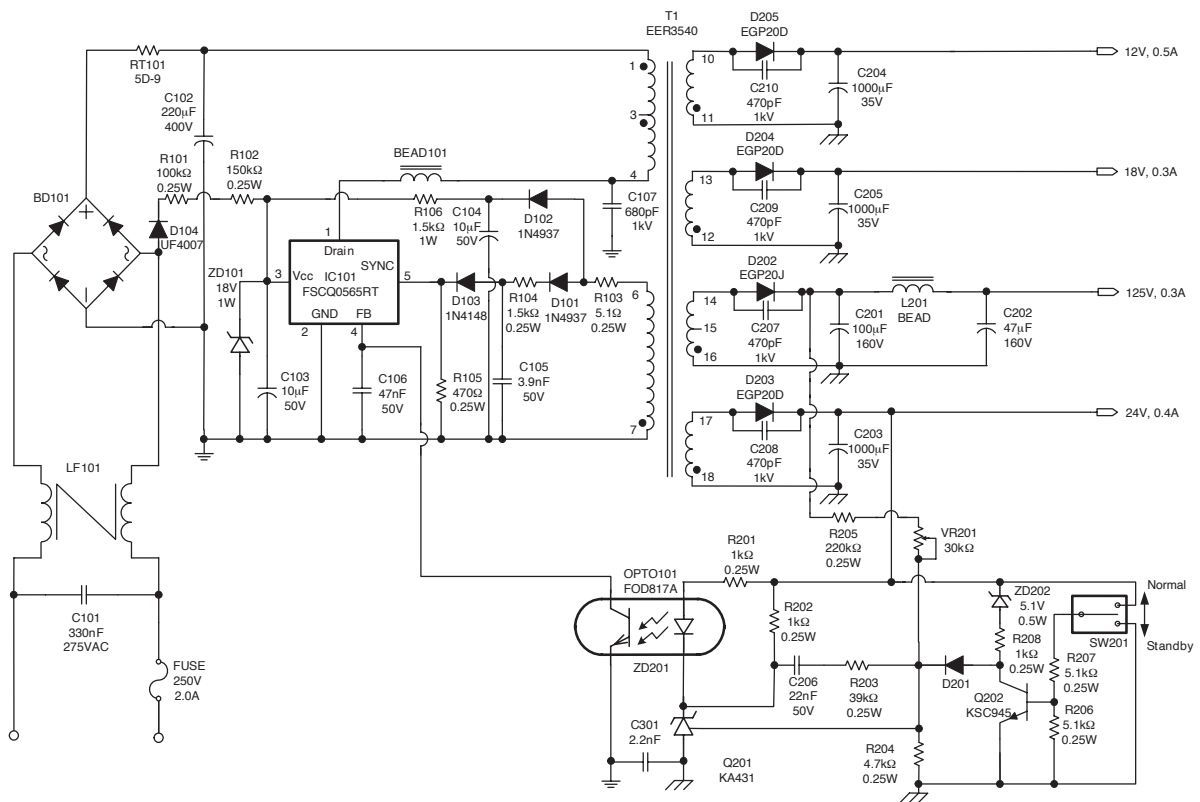 T1
EER3540
D205
EGP20D
RT101
5D-9
C102
220μF
400V
1
3
4
10
11
C210
470pF
1kV
C204
1000μF
35V
12V, 0.5A
D204
EGP20D
R101
100kΩ
0.25W
R102
150kΩ
0.25W
BEAD101
BD101
D104
UF4007
R106
1.5kΩ
1W
C104
10μF
50V
D102
1N4937
C107
680pF
1kV
13
12
C209
470pF
1kV
C205
1000μF
35V
18V, 0.3A
ZD101
18V
1W
1
Drain
3
Vcc
SYNC
5
IC101
FSCQ0565RT
GND
FB
2
4
D103
1N4148
R104
1.5kΩ
0.25W
D101
1N4937
R103
5.1Ω
0.25W
6
7
D202
EGP20J
14
15
16
C207
470pF
1kV
C201
100μF
160V
L201
BEAD
C202
47μF
160V
125V, 0.3A
C103
10μF
50V
C106
47nF
50V
R105
470Ω
0.25W
C105
3.9nF
50V
D203
EGP20D
17
18
C208
470pF
1kV
C203
1000μF
35V
24V, 0.4A
LF101
R205
220kΩ
0.25W
VR201
30kΩ
C101
330nF
275VAC
FUSE
250V
2.0A
OPTO101
FOD817A
R201
1kΩ
0.25W
R202
1kΩ
0.25W
ZD202
5.1V
0.5W
R208
1kΩ
0.25W
Normal
SW201
Standby
ZD201
C206
22nF
50V
R203
39kΩ
0.25W
D201
Q202
KSC945
R207
5.1kΩ
0.25W
R206
5.1kΩ
0.25W
C301
2.2nF
Q201
KA431
R204
4.7kΩ
0.25W